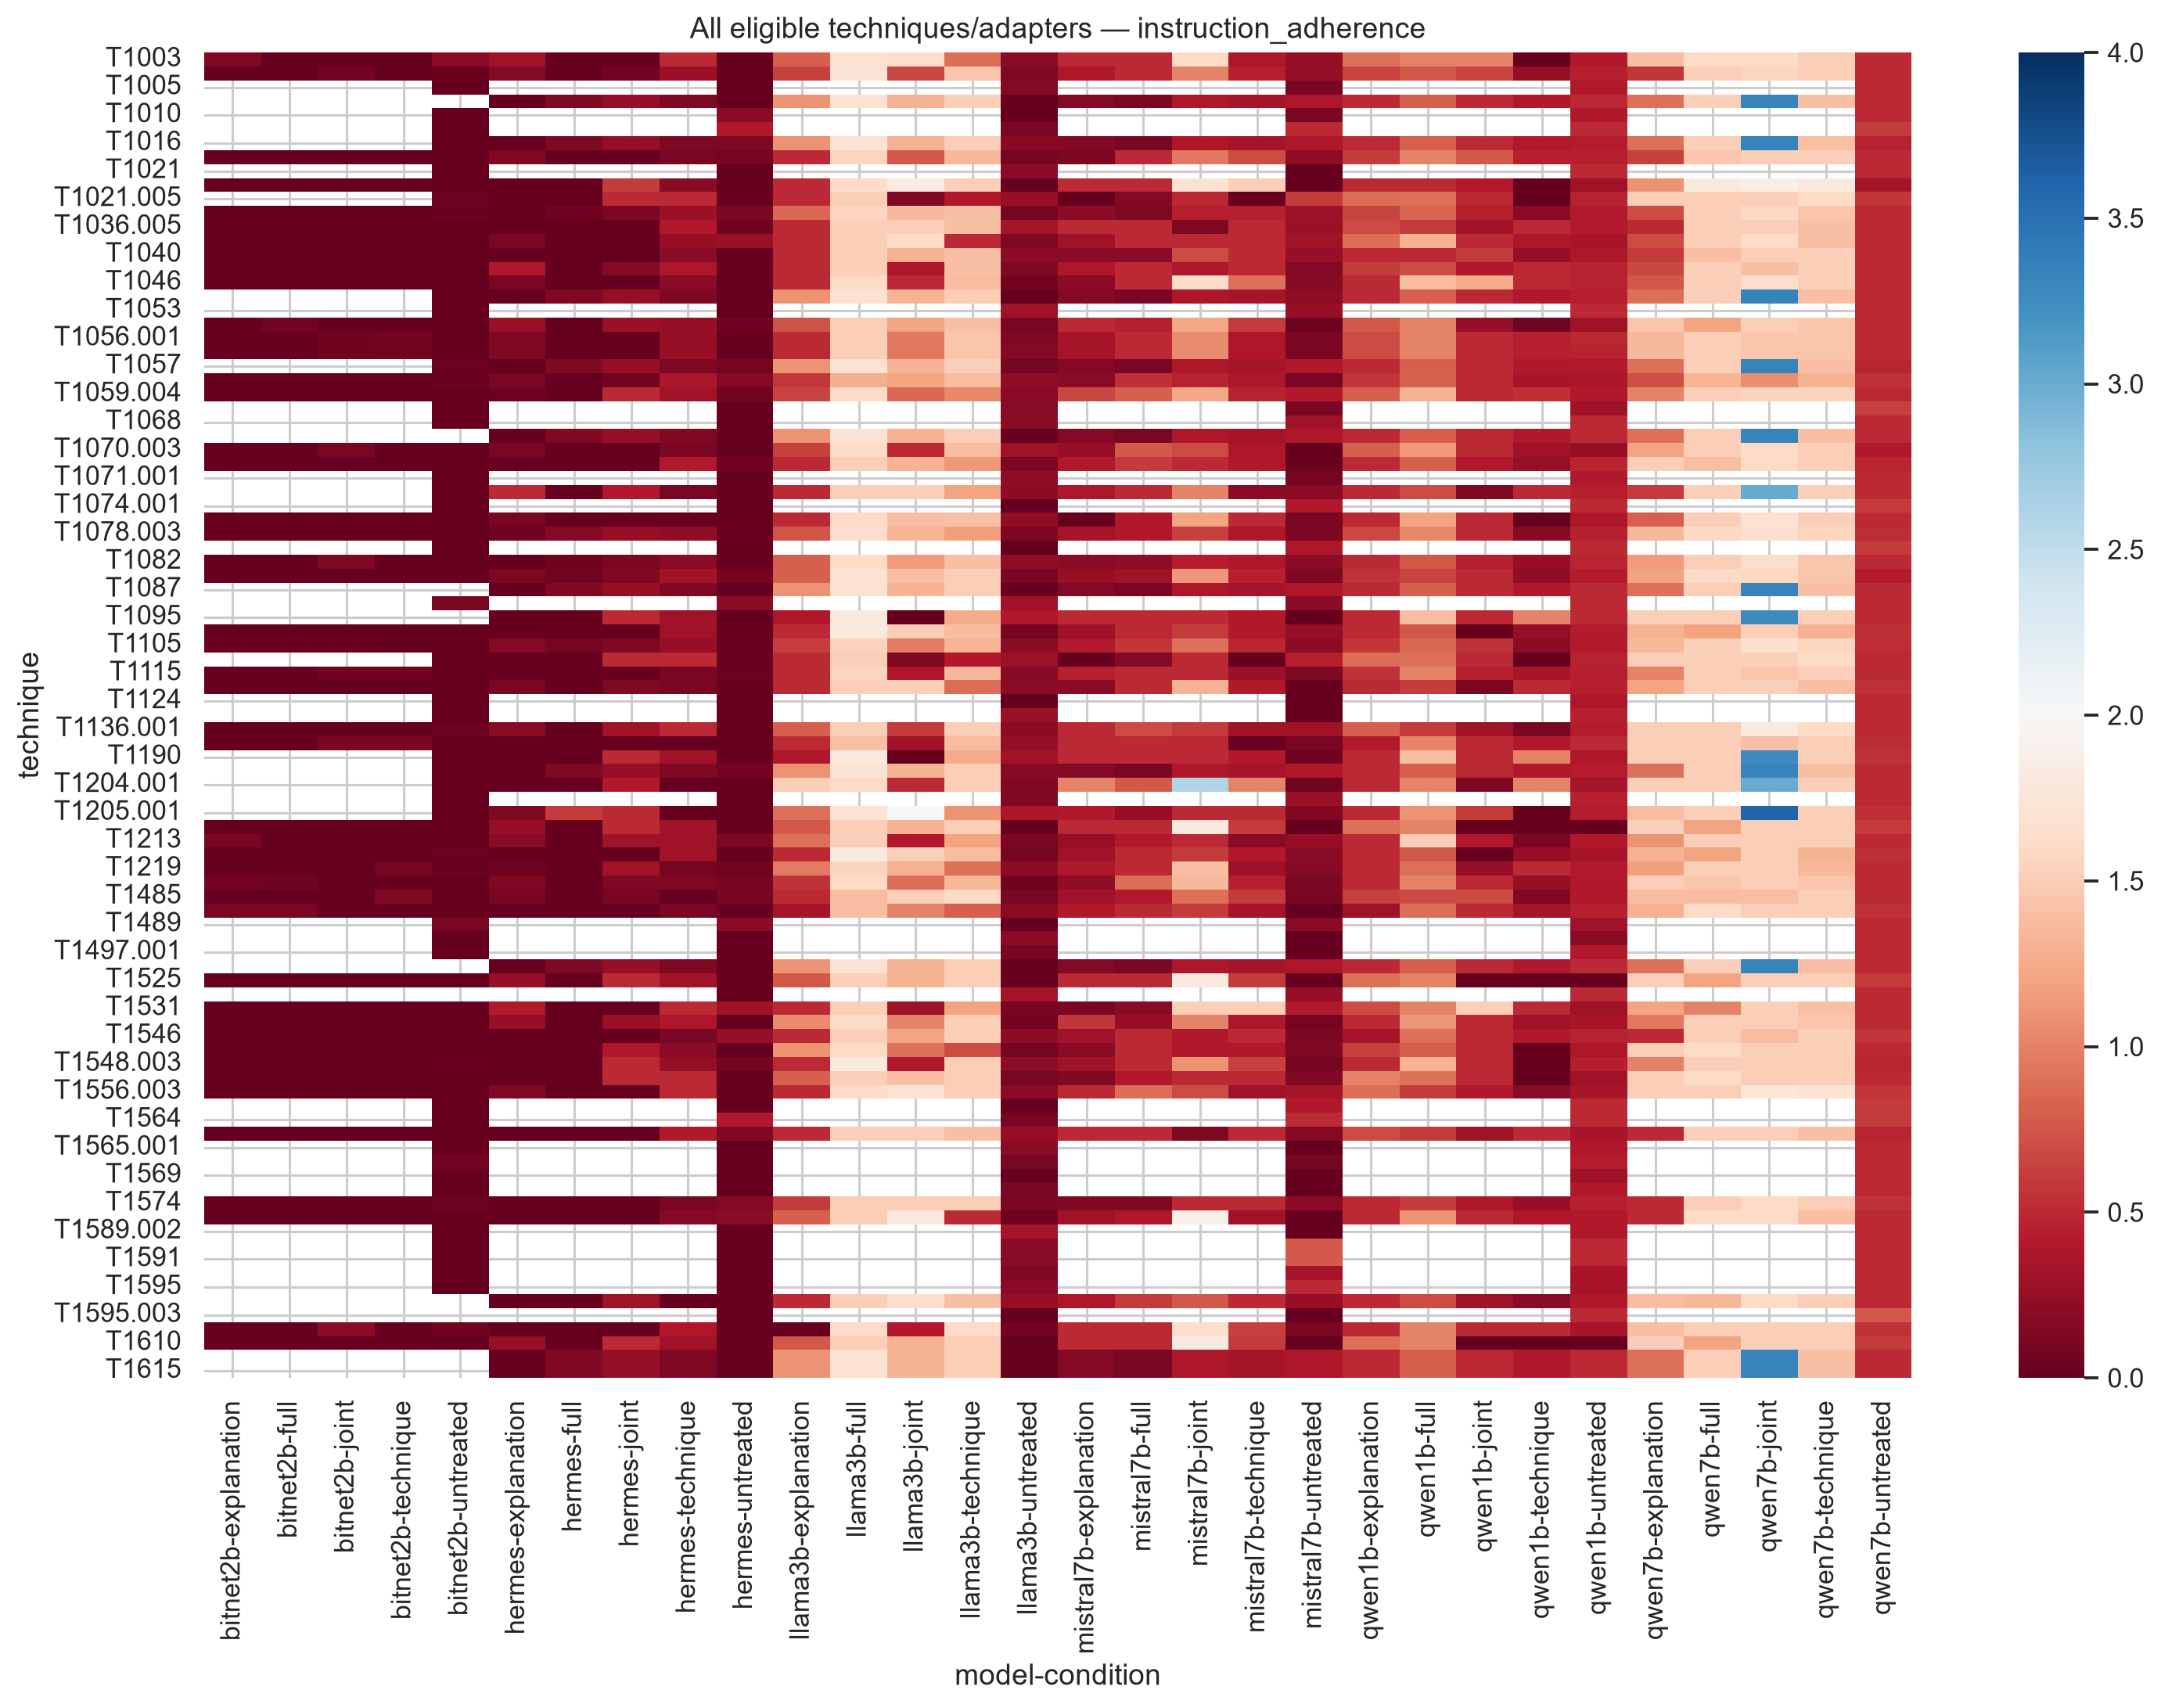 All eligible techniques/adapters — instruction_adherence
technique
T1003
T1005
T1010
T1016
T1021
T1021.005
T1036.005
T1040
T1046
T1053
T1056.001
T1057
T1059.004
T1068
T1070.003
T1071.001
T1074.001
T1078.003
T1082
T1087
T1095
T1105
T1115
T1124
T1136.001
T1190
T1204.001
T1205.001
T1213
T1219
T1485
T1489
T1497.001
T1525
T1531
T1546
T1548.003
T1556.003
T1564
T1565.001
T1569
T1574
T1589.002
T1591
T1595
T1595.003
T1610
T1615
bitnet2b-explanation
bitnet2b-full
bitnet2b-joint
bitnet2b-technique
bitnet2b-untreated
hermes-explanation
hermes-full
hermes-joint
hermes-technique
hermes-untreated
llama3b-explanation
llama3b-full
llama3b-joint
llama3b-technique
llama3b-untreated
mistral7b-explanation
mistral7b-full
mistral7b-joint
mistral7b-technique
mistral7b-untreated
qwen1b-explanation
qwen1b-full
qwen1b-joint
qwen1b-technique
qwen1b-untreated
qwen7b-explanation
qwen7b-full
qwen7b-joint
qwen7b-technique
qwen7b-untreated
model-condition
4.0
3.5
3.0
2.5
2.0
1.5
1.0
0.5
0.0